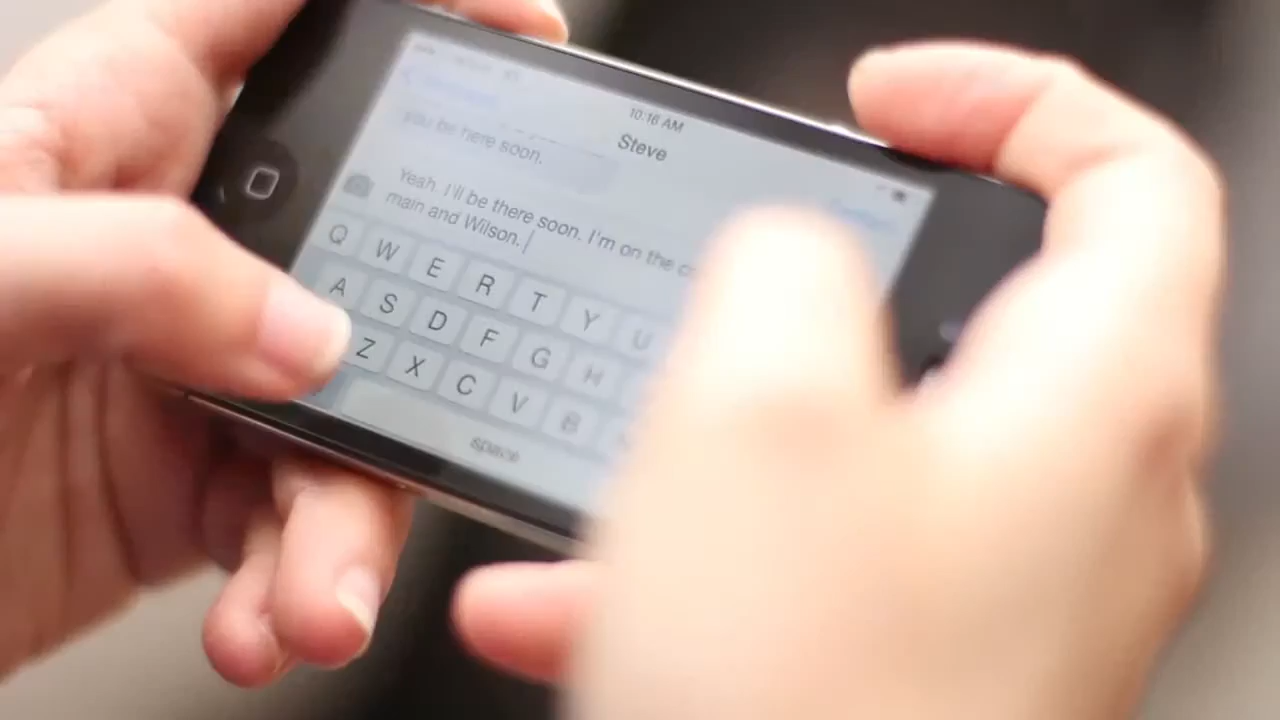 10:16 AM
Steve
you be here soon.
Yeah. I'll be there soon. I'm on the
main and Wilson.
Q W E R T Y U
A S D F G H
Z X C V B
space